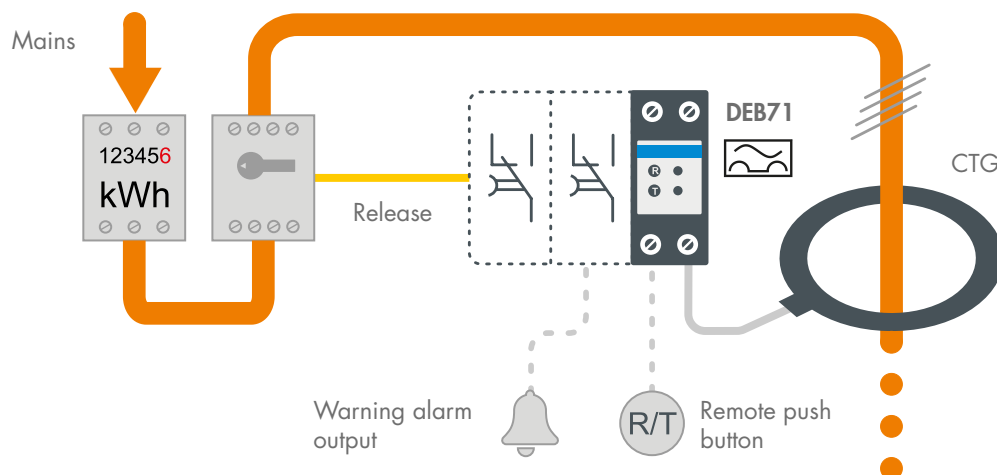 Mains
DEB71
123456
kWh
CTG
R
T
Release
Warning alarm
output
R/T
Remote push
button